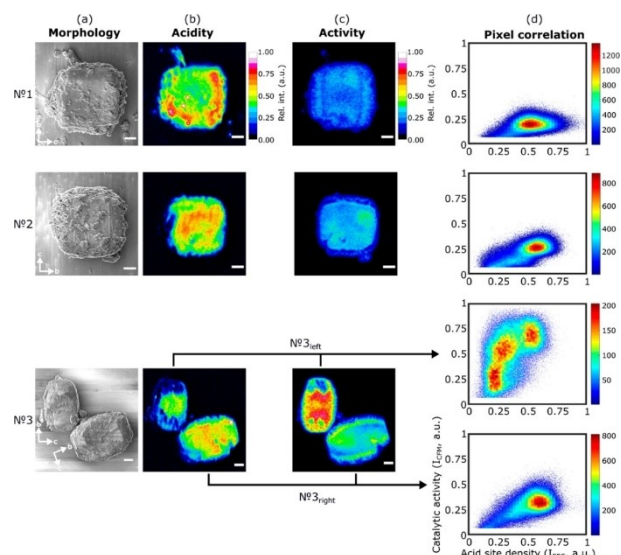 (a) (b) (c) (d)
Morphology Acidity Activity Pixel correlation
№1
1.00
0.75
0.50
0.25
0.00
Rel. int. (a.u.)
1.00
0.75
0.50
0.25
0.00
Rel. int. (a.u.)
1
0.75
0.5
0.25
0
0 0.25 0.5 0.75 1
1200
1000
800
600
400
200
c
№2
c
b
1
0.75
0.5
0.25
0
0 0.25 0.5 0.75 1
800
600
400
200
№3left
1
0.75
0.5
0.25
0
0 0.25 0.5 0.75 1
200
150
100
50
№3
c
b
№3right
Catalytic activity (ICFM, a.u.)
1
0.75
0.5
0.25
0
0 0.25 0.5 0.75 1
800
600
400
200
Acid site density
a.u.)